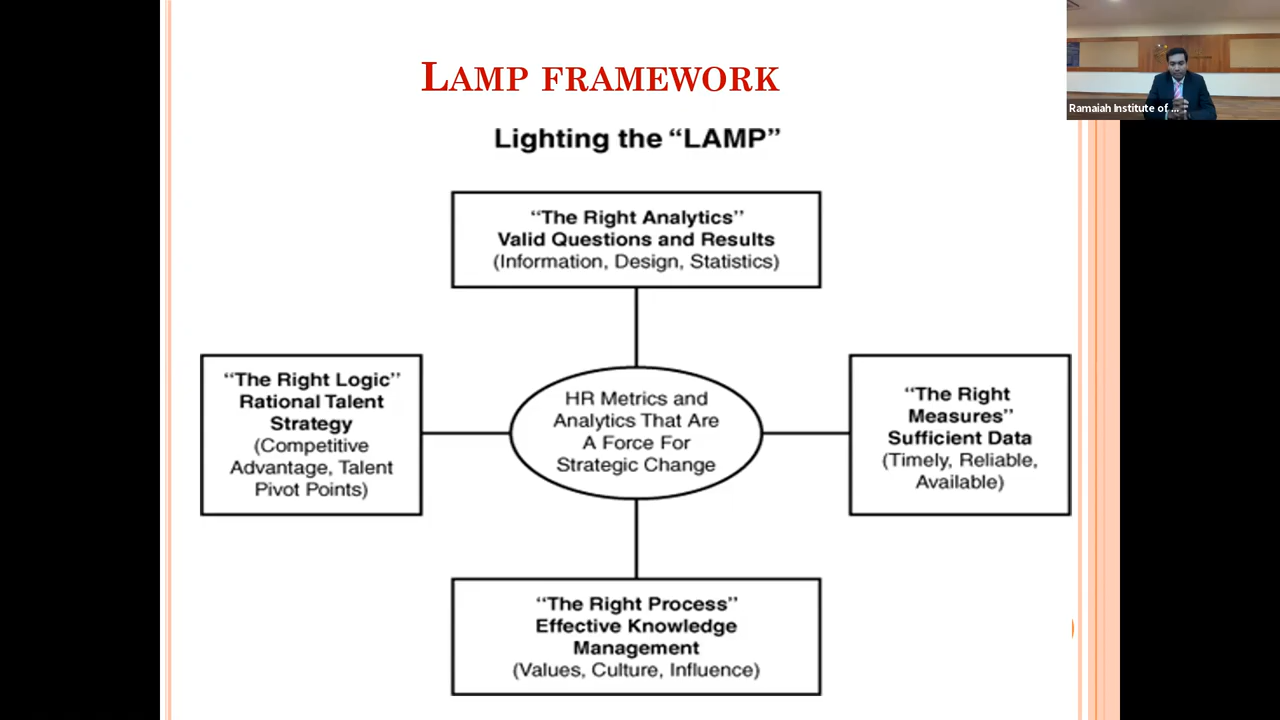 LAMP FRAMEWORK
Ramaiah Institute of ...
Lighting the “LAMP”
“The Right Analytics”
Valid Questions and Results
(Information, Design, Statistics)
“The Right Logic”
Rational Talent
Strategy
(Competitive
Advantage, Talent
Pivot Points)
HR Metrics and
Analytics That Are
A Force For
Strategic Change
“The Right
Measures”
Sufficient Data
(Timely, Reliable,
Available)
“The Right Process”
Effective Knowledge
Management
(Values, Culture, Influence)